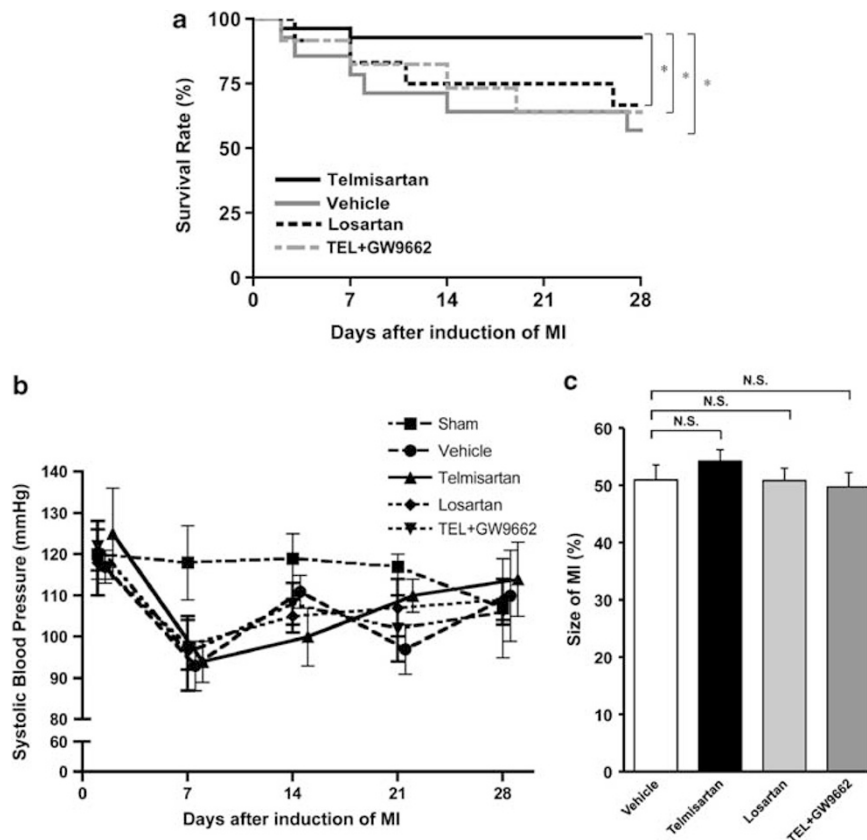 a
100
75
50
25
0
Survival Rate (%)
*
*
*
Telmisartan
Vehicle
Losartan
TEL+GW9662
0 7 14 21 28
Days after induction of MI
b
Sham
Vehicle
Telmisartan
Losartan
TEL+GW9662
140
130
120
110
100
90
80
60
0
Systolic Blood Pressure (mmHg)
0 7 14 21 28
Days after induction of MI
c
N.S.
N.S.
N.S.
60
50
40
30
20
10
0
Size of MI (%)
Vehicle
Telmisartan
Losartan
TEL+GW9662